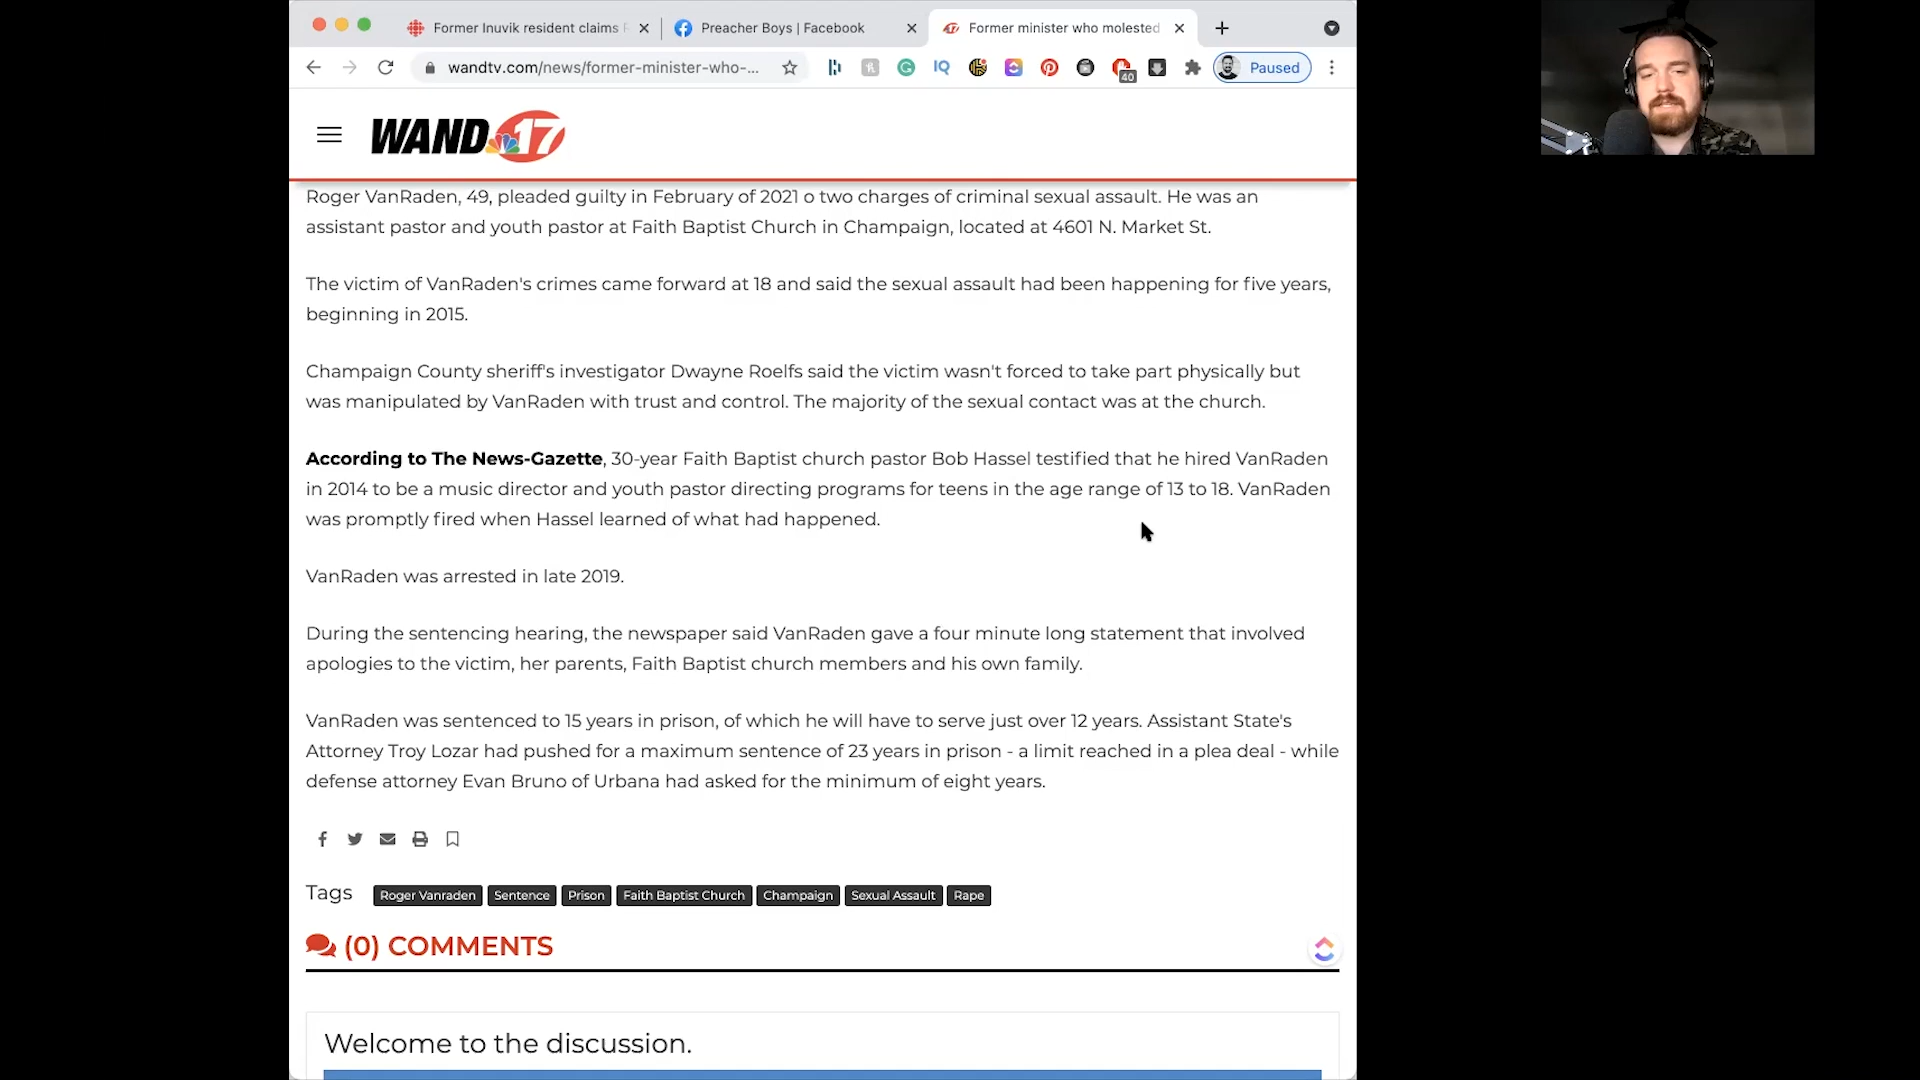 Former Inuvik resident claims
Preacher Boys | Facebook
Former minister who molested
wandtv.com/news/former-minister-who-...
IQ
40
Paused
WAND 17
Roger VanRaden, 49, pleaded guilty in February of 2021 o two charges of criminal sexual assault. He was an
assistant pastor and youth pastor at Faith Baptist Church in Champaign, located at 4601 N. Market St.
The victim of VanRaden's crimes came forward at 18 and said the sexual assault had been happening for five years,
beginning in 2015.
Champaign County sheriff's investigator Dwayne Roelfs said the victim wasn't forced to take part physically but
was manipulated by VanRaden with trust and control. The majority of the sexual contact was at the church.
According to The News-Gazette, 30-year Faith Baptist church pastor Bob Hassel testified that he hired VanRaden
in 2014 to be a music director and youth pastor directing programs for teens in the age range of 13 to 18. VanRaden
was promptly fired when Hassel learned of what had happened.
VanRaden was arrested in late 2019.
During the sentencing hearing, the newspaper said VanRaden gave a four minute long statement that involved
apologies to the victim, her parents, Faith Baptist church members and his own family.
VanRaden was sentenced to 15 years in prison, of which he will have to serve just over 12 years. Assistant State's
Attorney Troy Lozar had pushed for a maximum sentence of 23 years in prison - a limit reached in a plea deal - while
defense attorney Evan Bruno of Urbana had asked for the minimum of eight years.
Tags Roger Vanraden Sentence Prison Faith Baptist Church Champaign Sexual Assault Rape
(0) COMMENTS
Welcome to the discussion.